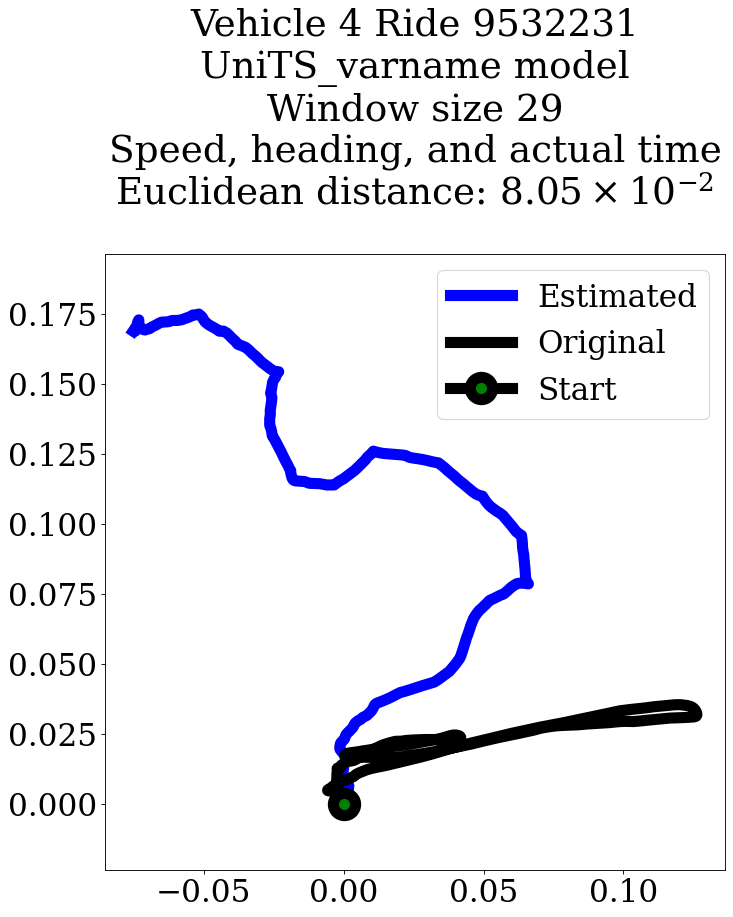 Vehicle 4 Ride 9532231
UniTS_varname model
Window size 29
Speed, heading, and actual time
Euclidean distance: 8.05 × 10⁻²
Estimated
Original
Start
0.175
0.150
0.125
0.100
0.075
0.050
0.025
0.000
−0.05 0.00 0.05 0.10